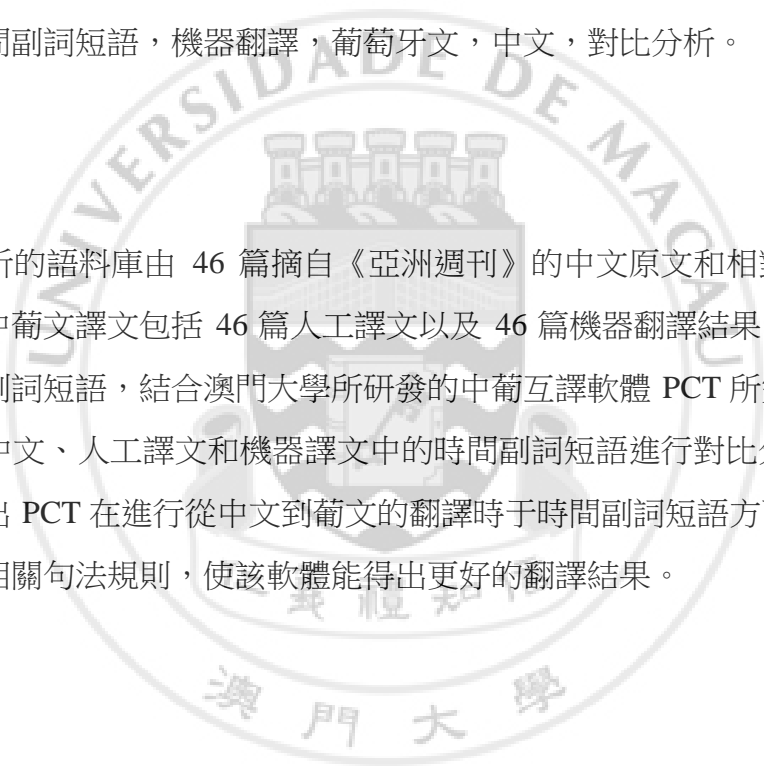 間副詞短語，機器翻譯，葡萄牙文，中文，對比分析。
UNIVERSIDADE DE MACAU
所的語料庫由 46 篇摘自《亞洲週刊》的中文原文和相對
中葡文譯文包括 46 篇人工譯文以及 46 篇機器翻譯結果
副詞短語，結合澳門大學所研發的中葡互譯軟體 PCT 所
中文、人工譯文和機器譯文中的時間副詞短語進行對比
出 PCT 在進行從中文到葡文的翻譯時于時間副詞短語方
相關句法規則，使該軟體能得出更好的翻譯結果。
仁 義 禮 知 信
澳 門 大 學